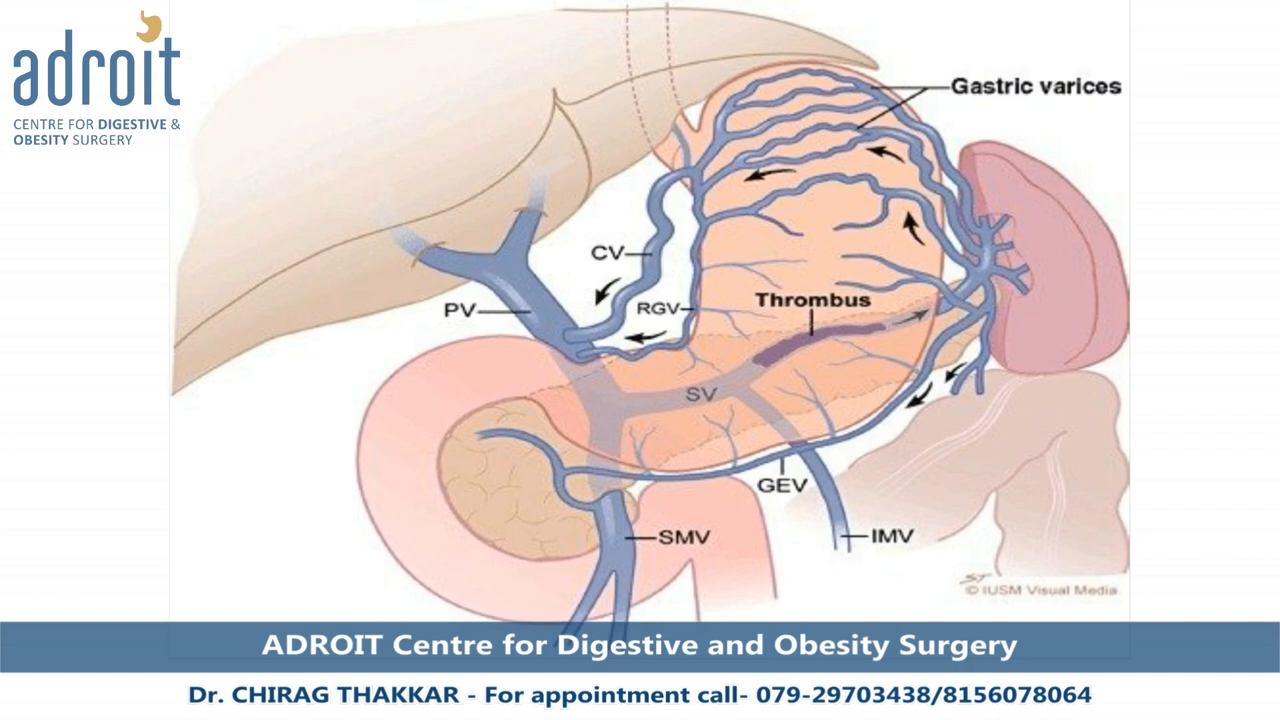 adroit
CENTRE FOR DIGESTIVE &
OBESITY SURGERY
Gastric varices
CV
PV
RGV
Thrombus
SV
GEV
SMV
IMV
© IUSM Visual Media
ADROIT Centre for Digestive and Obesity Surgery
Dr. CHIRAG THAKKAR - For appointment call- 079-29703438/8156078064